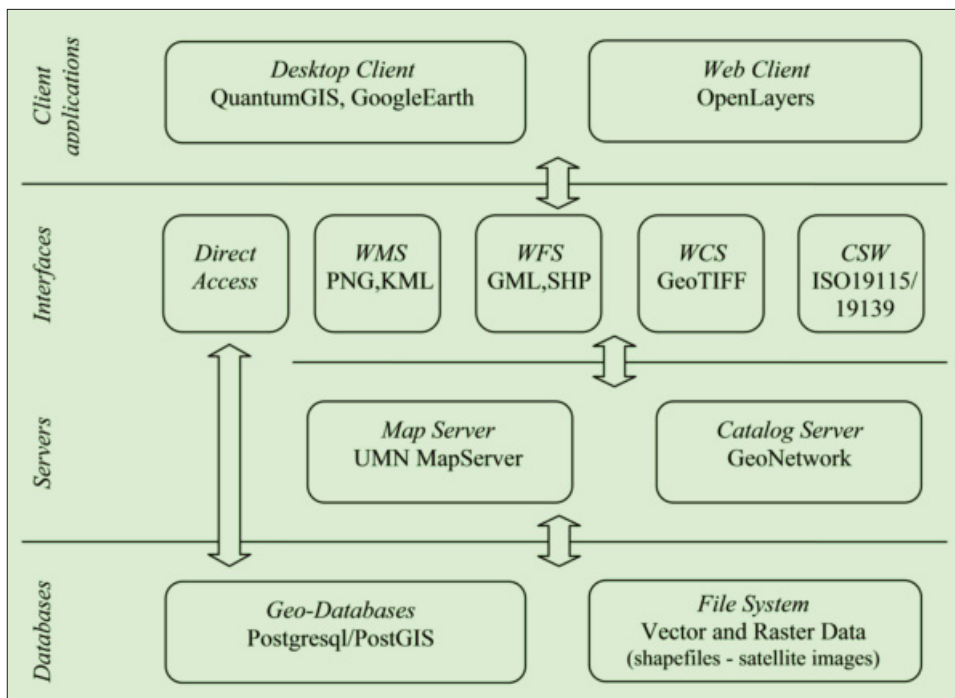 Client
applications
Desktop Client
QuantumGIS, GoogleEarth
Web Client
OpenLayers
Interfaces
Direct
Access
WMS
PNG,KML
WFS
GML,SHP
WCS
GeoTIFF
CSW
ISO19115/
19139
Servers
Map Server
UMN MapServer
Catalog Server
GeoNetwork
Databases
Geo-Databases
Postgresql/PostGIS
File System
Vector and Raster Data
(shapefiles - satellite images)